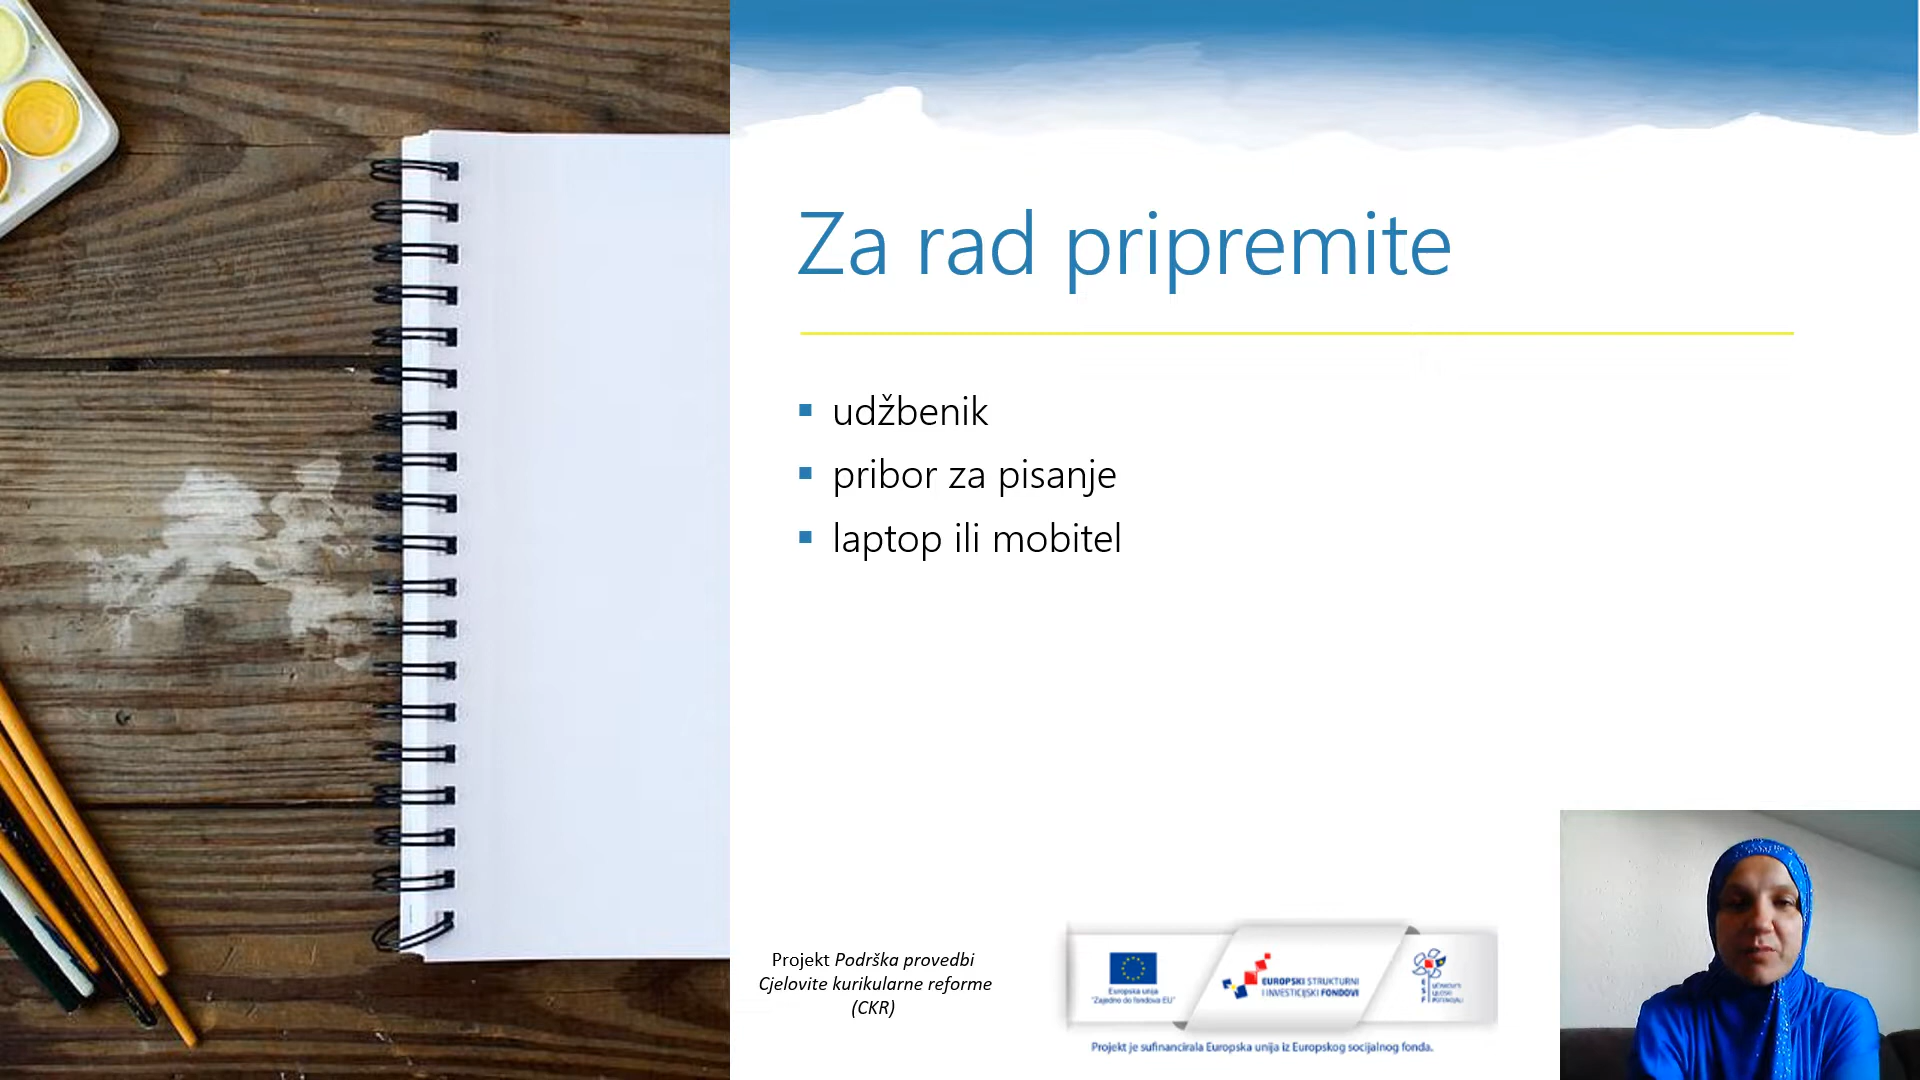 Za rad pripremite
udžbenik
pribor za pisanje
laptop ili mobitel
Projekt Podrška provedbi
Cjelovite kurikularne reforme
(CKR)
Europska unija
"Zajedno do fondova EU"
EUROPSKI STRUKTURNI
I INVESTICIJSKI FONDOVI
E
S
F
Projekt je sufinancirala Europska unija iz Europskog socijalnog fonda.